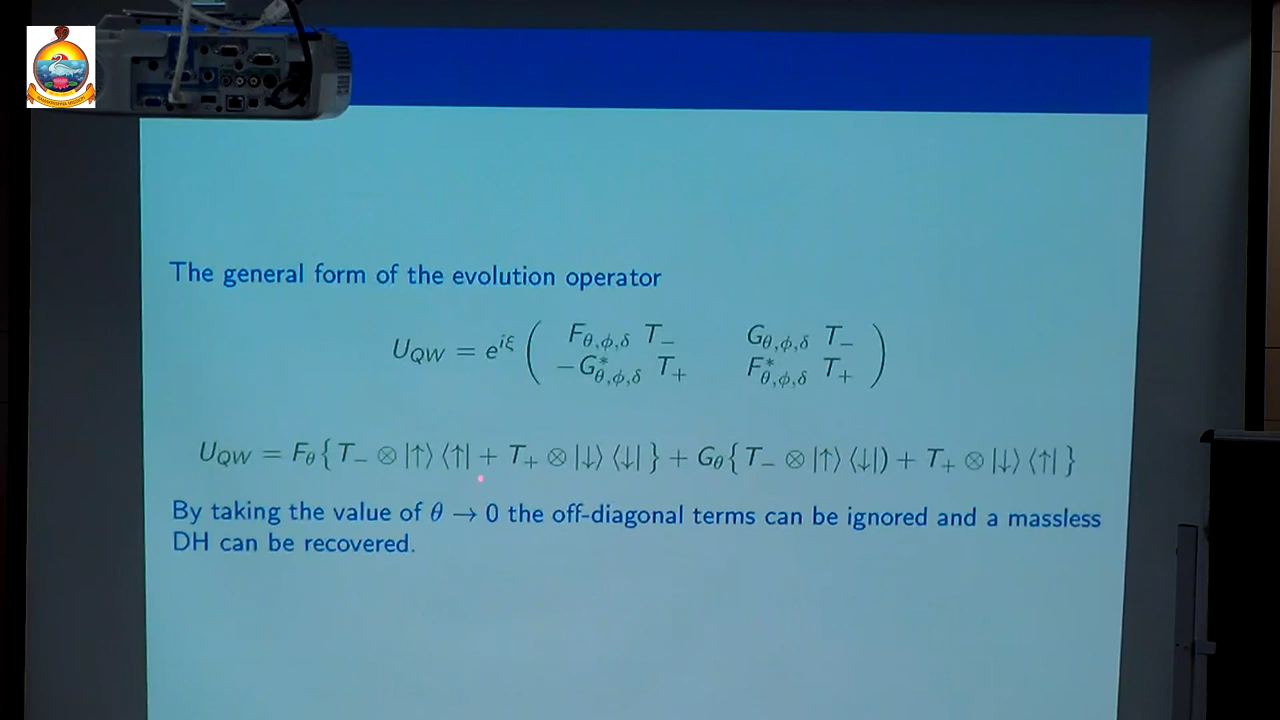 The general form of the evolution operator
U_{QW} = e^{iξ} ( F_{θ,φ,δ} T_− G_{θ,φ,δ} T_−
−G^*_{θ,φ,δ} T_+ F^*_{θ,φ,δ} T_+ )
U_{QW} = F_θ{ T_− ⊗ |↑⟩ ⟨↑| + T_+ ⊗ |↓⟩ ⟨↓| } + G_θ{ T_− ⊗ |↑⟩ ⟨↓|) + T_+ ⊗ |↓⟩ ⟨↑| }
By taking the value of θ → 0 the off-diagonal terms can be ignored and a massless
DH can be recovered.